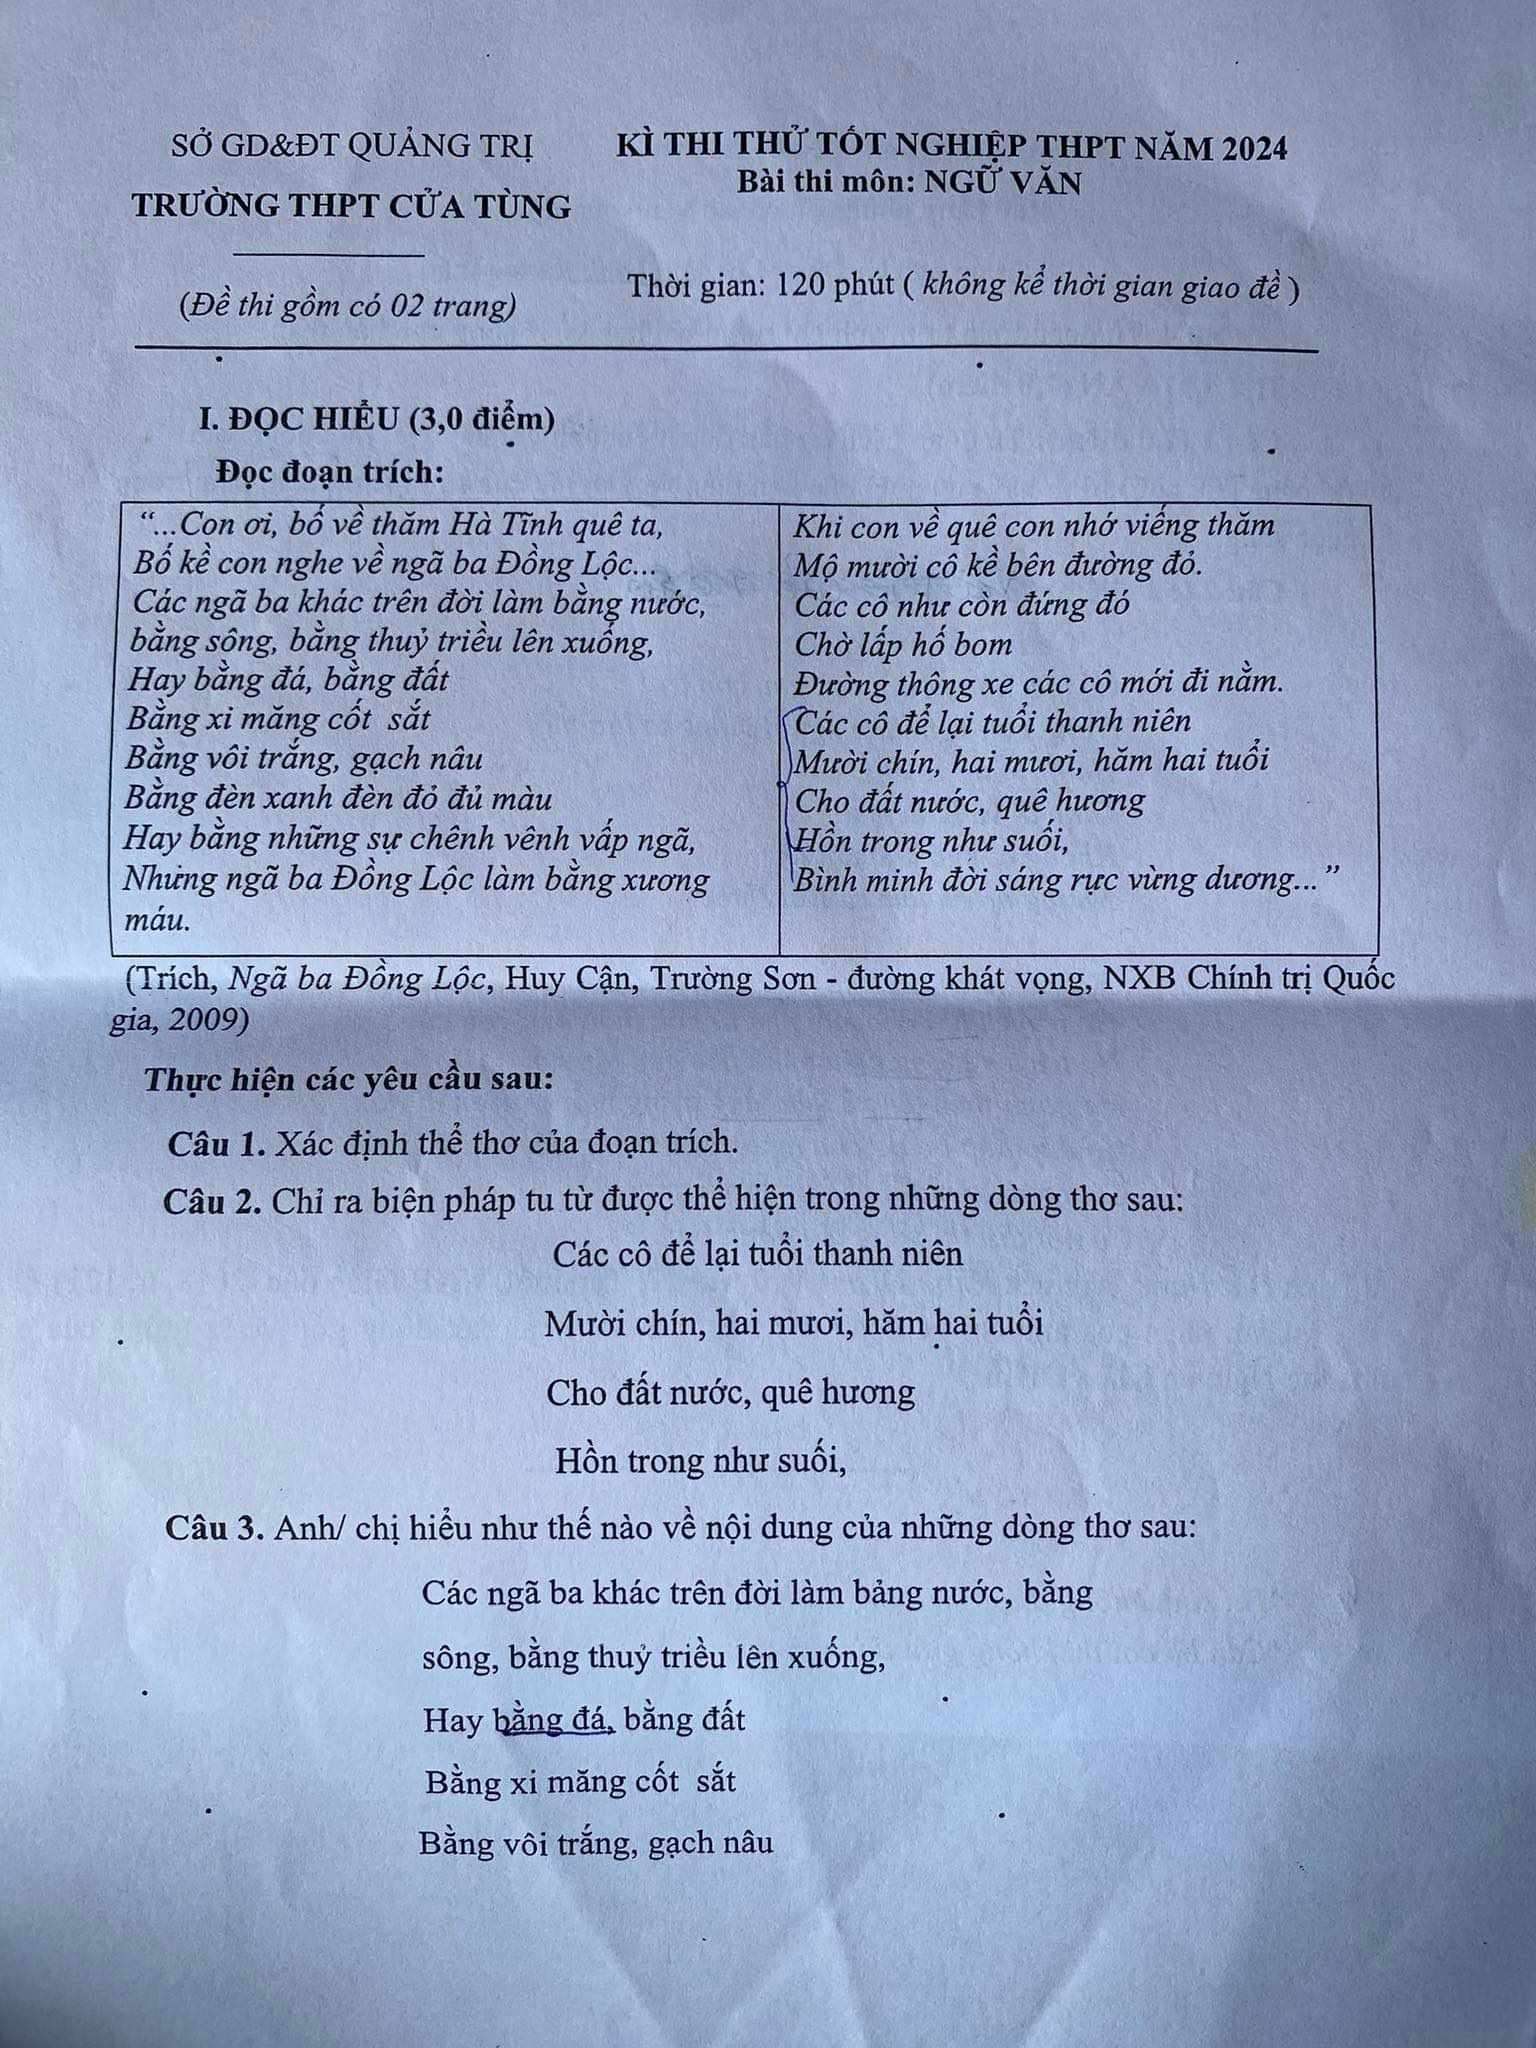 SỞ GD&ĐT QUẢNG TRỊ
TRƯỜNG THPT CỬA TÙNG
(Đề thi gồm có 02 trang)
KÌ THI THỬ TỐT NGHIỆP THPT NĂM 2024
Bài thi môn: NGỮ VĂN
Thời gian: 120 phút ( không kể thời gian giao đề )
I. ĐỌC HIỂU (3,0 điểm)
Đọc đoạn trích:
“...Con ơi, bố về thăm Hà Tĩnh quê ta,
Bố kể con nghe về ngã ba Đồng Lộc...
Các ngã ba khác trên đời làm bằng nước,
bằng sông, bằng thuỷ triều lên xuống,
Hay bằng đá, bằng đất
Bằng xi măng cốt sắt
Bằng vôi trắng, gạch nâu
Bằng đèn xanh đèn đỏ đủ màu
Hay bằng những sự chênh vênh vấp ngã,
Nhưng ngã ba Đồng Lộc làm bằng xương
máu.
Khi con về quê con nhớ viếng thăm
Mộ mười cô kề bên đường đỏ.
Các cô như còn đứng đó
Chờ lấp hố bom
Đường thông xe các cô mới đi nằm.
Các cô để lại tuổi thanh niên
Mười chín, hai mươi, hăm hai tuổi
Cho đất nước, quê hương
Hồn trong như suối,
Bình minh đời sáng rực vừng dương...”
(Trích, Ngã ba Đồng Lộc, Huy Cận, Trường Sơn - đường khát vọng, NXB Chính trị Quốc
gia, 2009)
Thực hiện các yêu cầu sau:
Câu 1. Xác định thể thơ của đoạn trích.
Câu 2. Chỉ ra biện pháp tu từ được thể hiện trong những dòng thơ sau:
Các cô để lại tuổi thanh niên
Mười chín, hai mươi, hăm hai tuổi
Cho đất nước, quê hương
Hồn trong như suối,
Câu 3. Anh/ chị hiểu như thế nào về nội dung của những dòng thơ sau:
Các ngã ba khác trên đời làm bảng nước, bằng
sông, bằng thuỷ triều lên xuống,
Hay bằng đá, bằng đất
Bằng xi măng cốt sắt
Bằng vôi trắng, gạch nâu